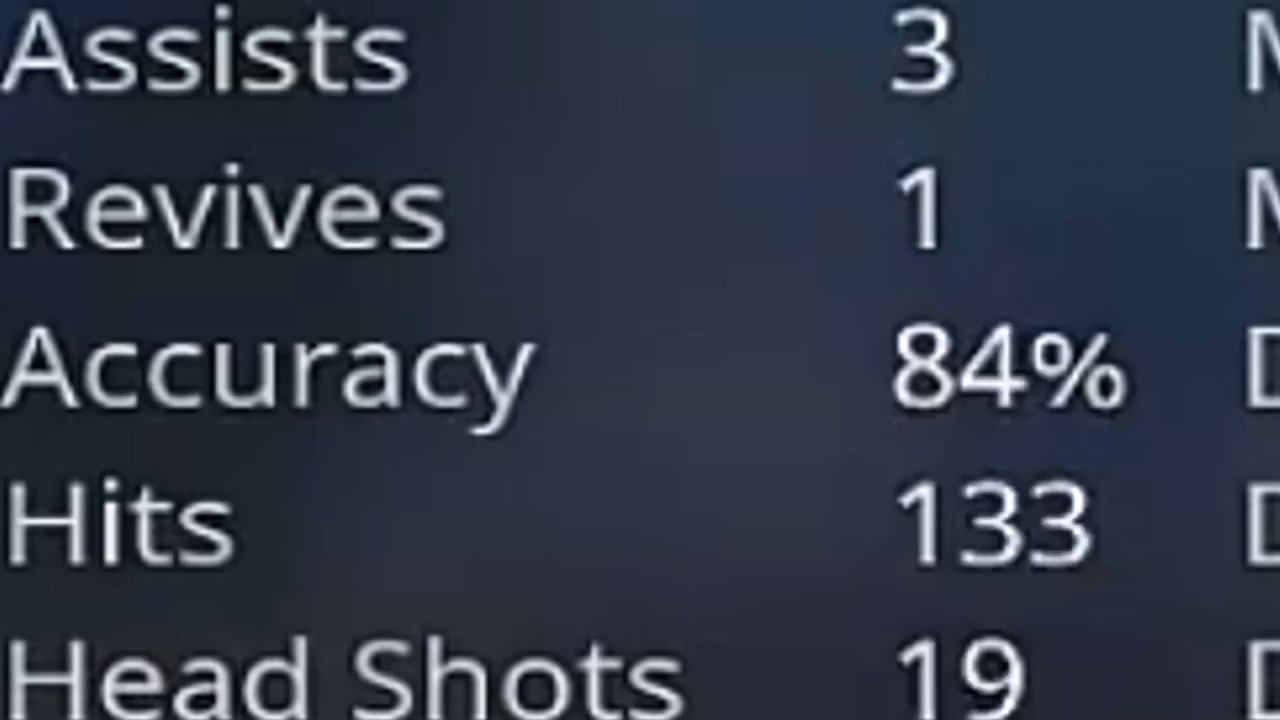 Assists 3 M
Revives 1 M
Accuracy 84% D
Hits 133 D
Head Shots 19 D